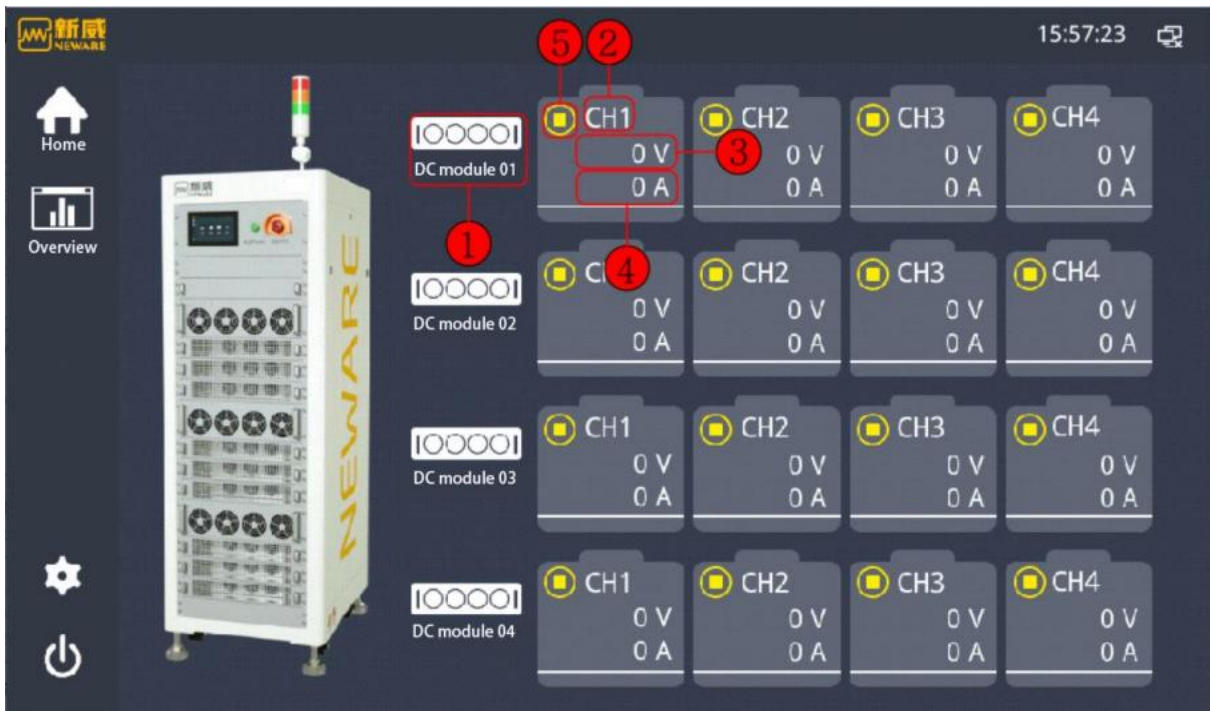 新威
NEWARE
15:57:23
Home
Overview
新威
NEWARE
NEWARE
⑤ ②
DC module 01
CH1
0 V
0 A
③
④
①
CH2
0 V
0 A
CH3
0 V
0 A
CH4
0 V
0 A
DC module 02
0 V
0 A
CH2
0 V
0 A
CH3
0 V
0 A
CH4
0 V
0 A
DC module 03
CH1
0 V
0 A
CH2
0 V
0 A
CH3
0 V
0 A
CH4
0 V
0 A
DC module 04
CH1
0 V
0 A
CH2
0 V
0 A
CH3
0 V
0 A
CH4
0 V
0 A